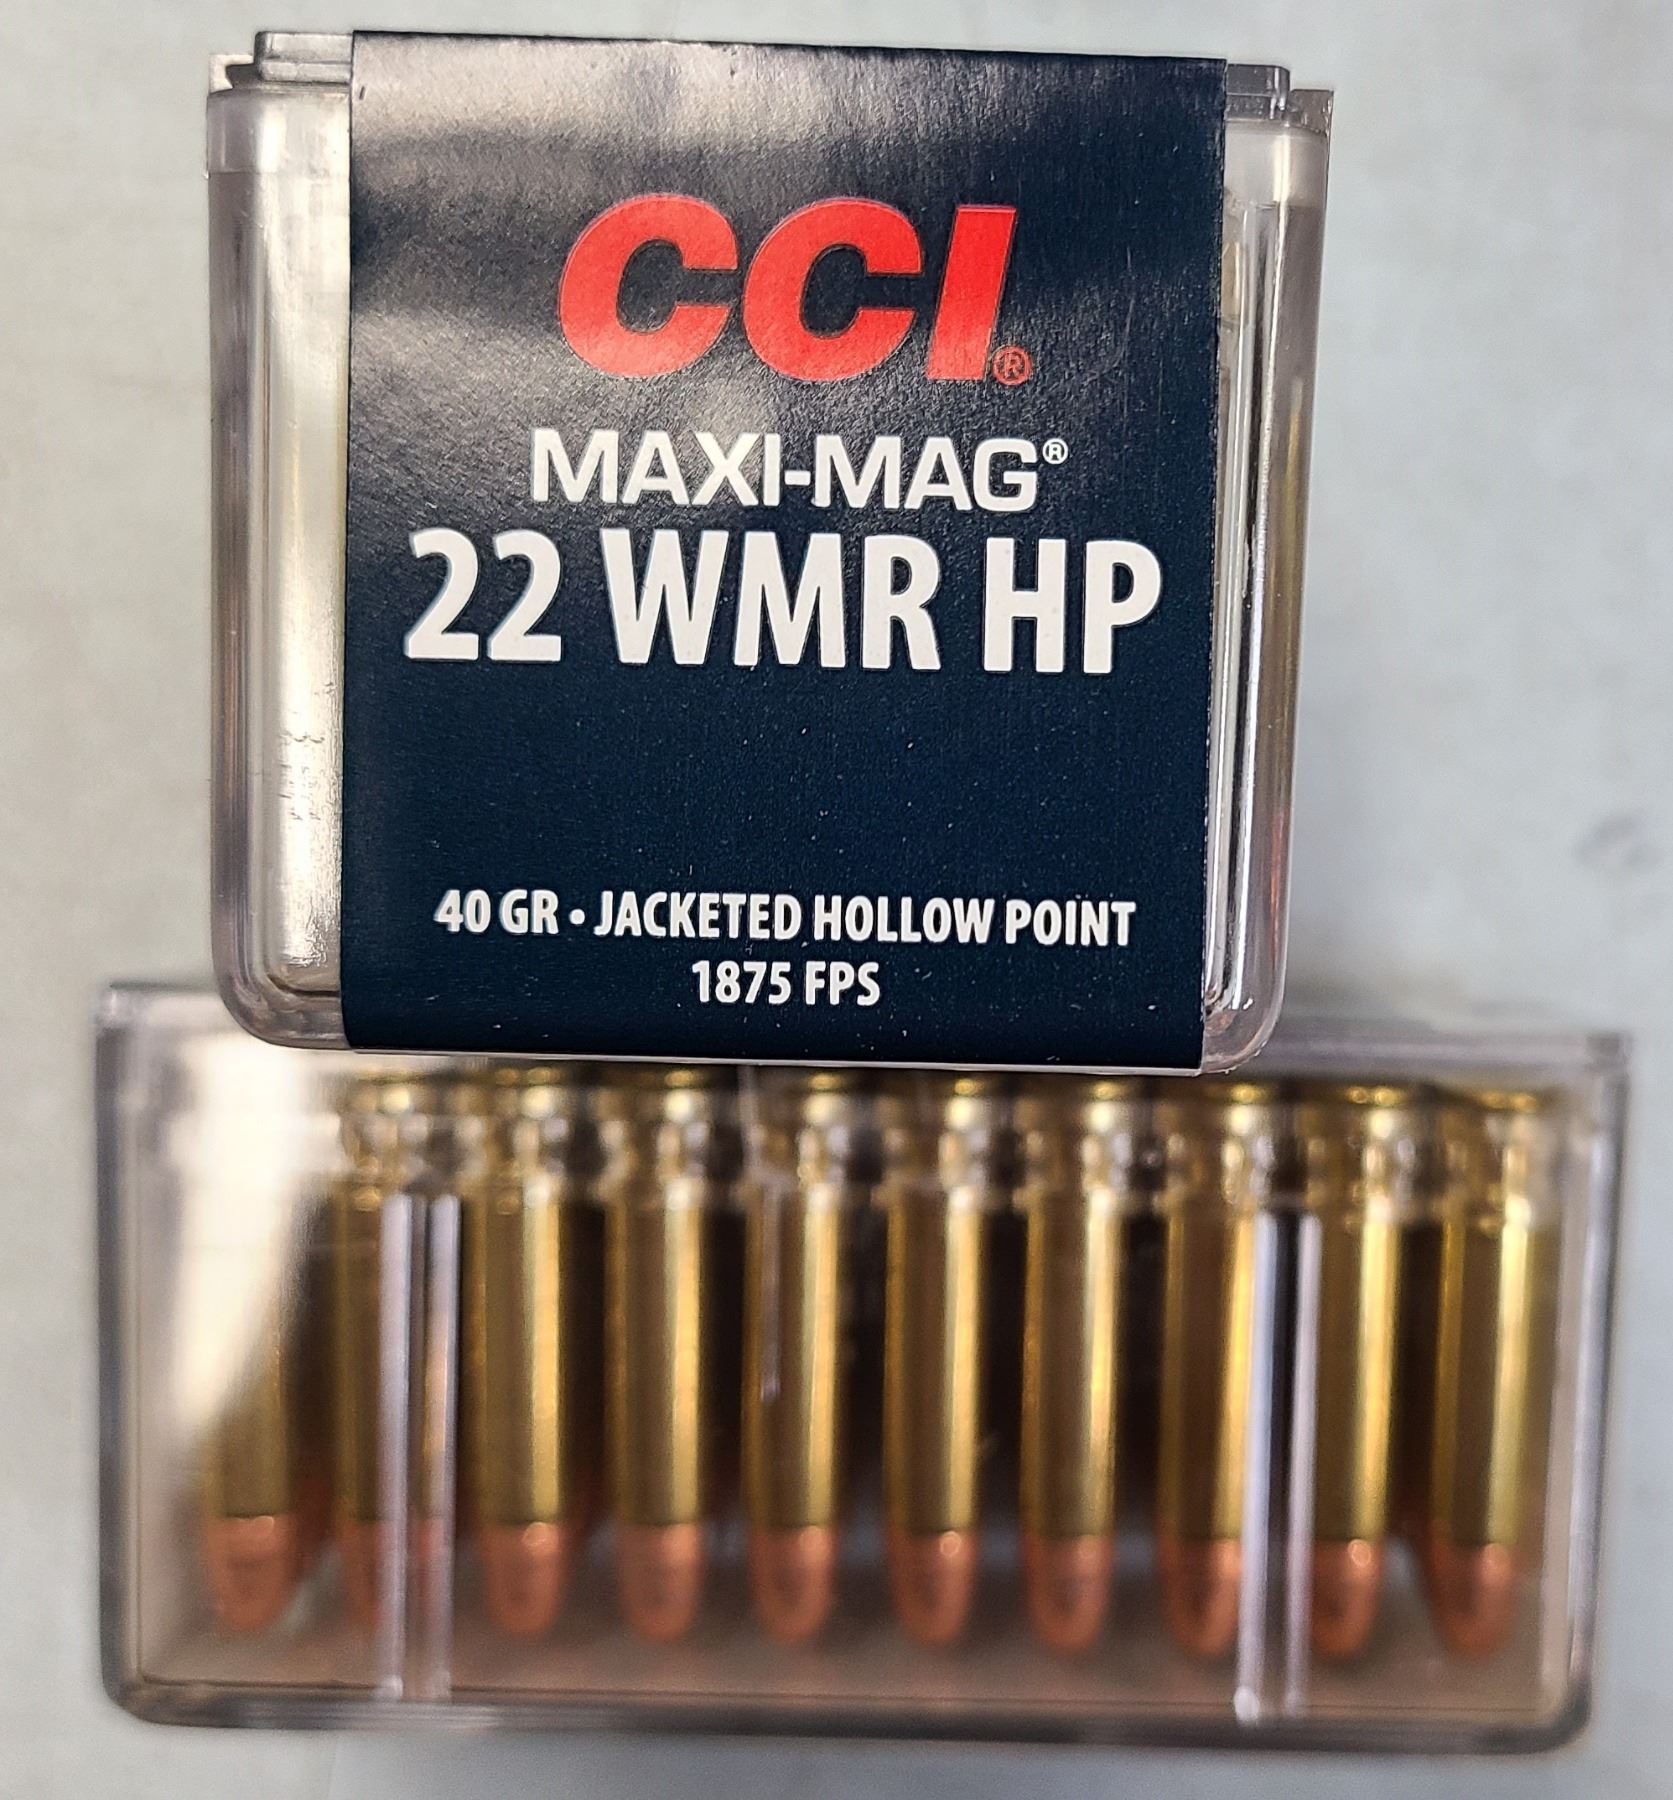 CCI®
MAXI-MAG®
22 WMR HP
40 GR • JACKETED HOLLOW POINT
1875 FPS